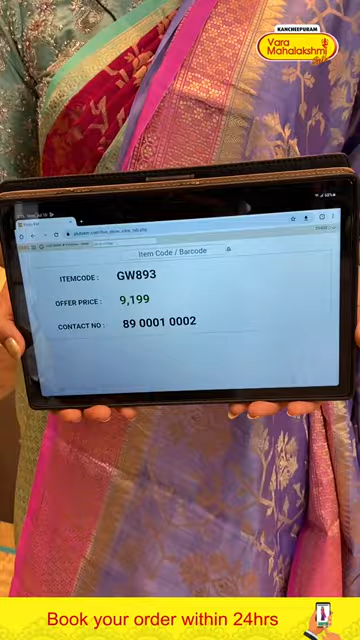 KANCHEEPURAM
Vara
Mahalakshmi
Item Code / Barcode
ITEMCODE : GW893
OFFER PRICE : 9,199
CONTACT NO : 89 0001 0002
Book your order within 24hrs